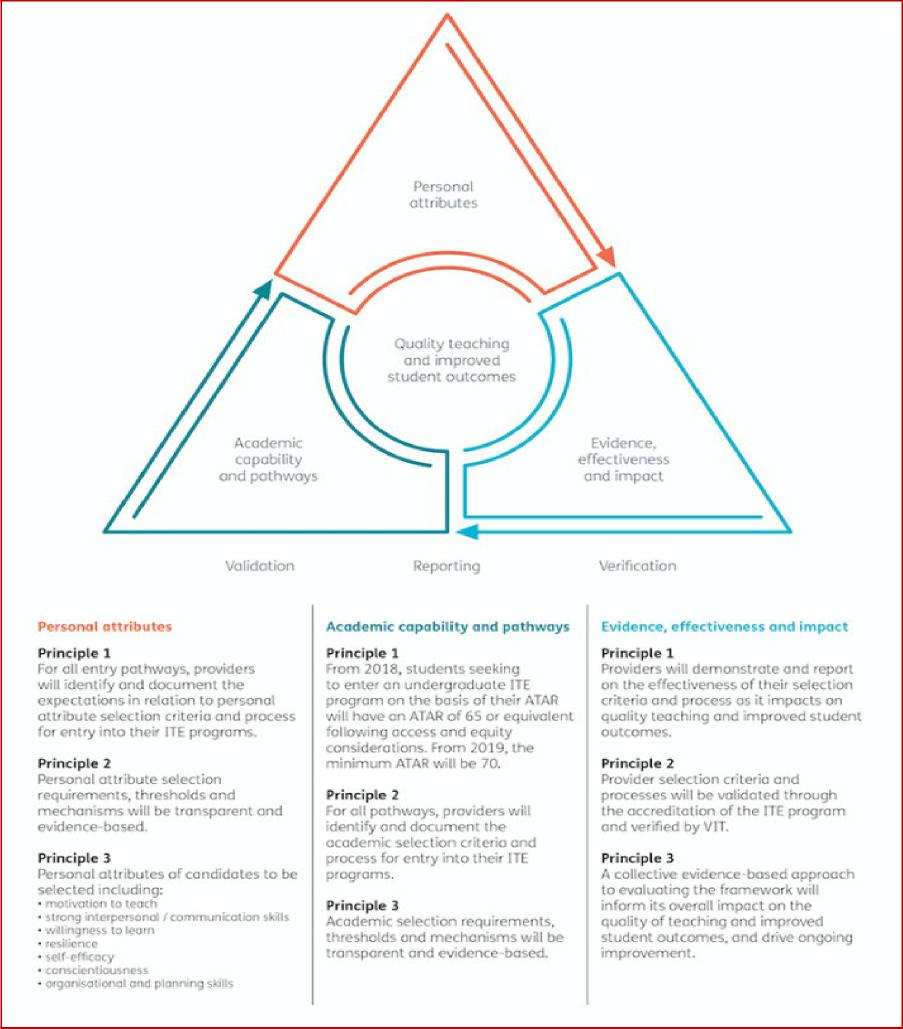 Personal
attributes
Quality teaching
and improved
student outcomes
Academic
capability
and pathways
Evidence,
effectiveness
and impact
Validation
Reporting
Verification
Personal attributes
Principle 1
For all entry pathways, providers
will identify and document the
expectations in relation to personal
attribute selection criteria and process
for entry into their ITE programs.
Principle 2
Personal attribute selection
requirements, thresholds and
mechanisms will be transparent and
evidence-based.
Principle 3
Personal attributes of candidates to be
selected including:
• motivation to teach
• strong interpersonal / communication skills
• willingness to learn
• resilience
• self-efficacy
• conscientiousness
• organisational and planning skills
Academic capability and pathways
Principle 1
From 2018, students seeking
to enter an undergraduate ITE
program on the basis of their ATAR
will have an ATAR of 65 or equivalent
following access and equity
considerations. From 2019, the
minimum ATAR will be 70.
Principle 2
For all pathways, providers will
identify and document the
academic selection criteria and
process for entry into their ITE
programs.
Principle 3
Academic selection requirements,
thresholds and mechanisms will be
transparent and evidence-based.
Evidence, effectiveness and impact
Principle 1
Providers will demonstrate and report
on the effectiveness of their selection
criteria and process as it impacts on
quality teaching and improved student
outcomes.
Principle 2
Provider selection criteria and
processes will be validated through
the accreditation of the ITE program
and verified by VIT.
Principle 3
A collective evidence-based approach
to evaluating the framework will
inform its overall impact on the
quality of teaching and improved
student outcomes, and drive ongoing
improvement.